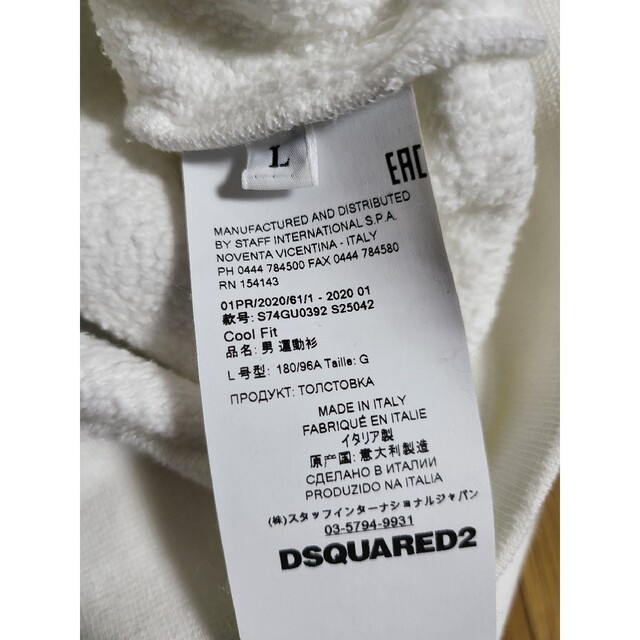 L
EAC
MANUFACTURED AND DISTRIBUTED
BY STAFF INTERNATIONAL S.P.A.
NOVENTA VICENTINA - ITALY
PH 0444 784500 FAX 0444 784580
RN 154143
01PR/2020/61/1 - 2020 01
款号: S74GU0392 S25042
Cool Fit
品名: 男 運動衫
L 号型: 180/96A Taille: G
ПРОДУКТ: ТОЛСТОВКА
MADE IN ITALY
FABRIQUÉ EN ITALIE
イタリア製
原产国: 意大利製造
СДЕЛАНО В ИТАЛИИ
PRODUZIDO NA ITALIA
(株)スタッフインターナショナルジャパン
03-5794-9931
DSQUARED2